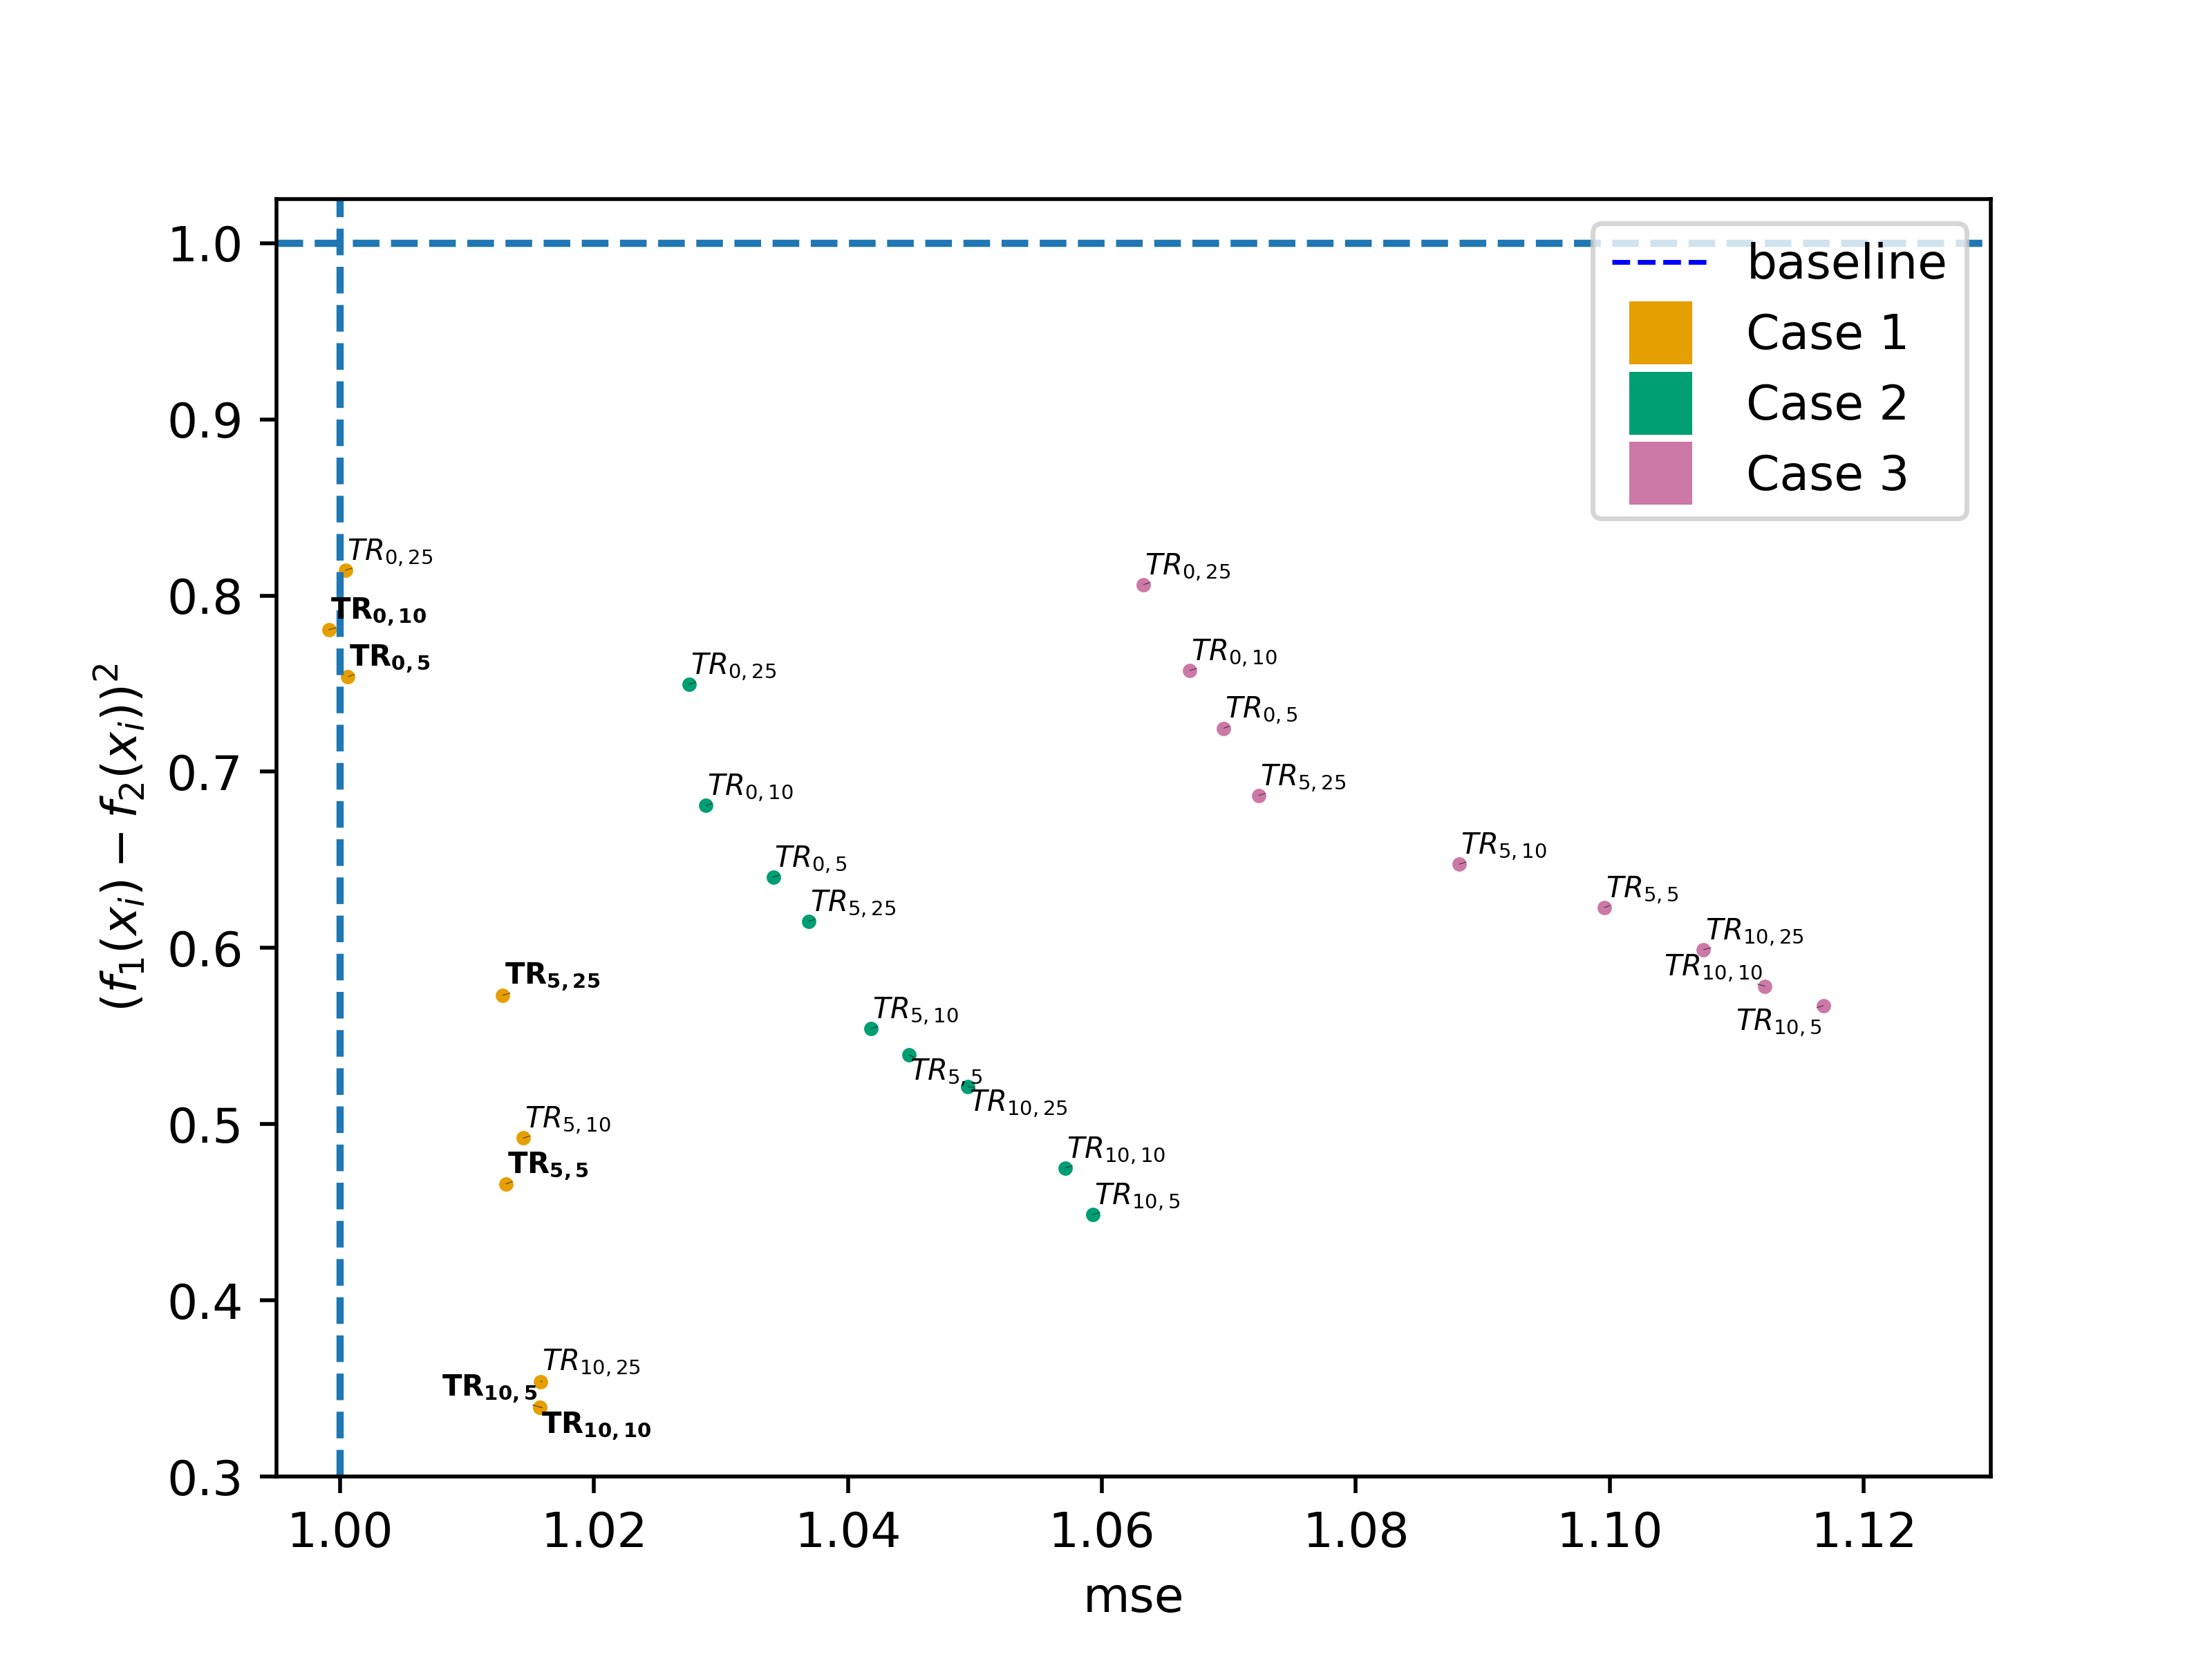 1.0
0.9
0.8
0.7
0.6
0.5
0.4
0.3
(f₁(xᵢ) − f₂(xᵢ))²
baseline
Case 1
Case 2
Case 3
TR₀,₂₅
TR₀,₂₅
TR₀,₁₀
TR₀,₁₀
TR₀,₅
TR₀,₂₅
TR₀,₅
TR₅,₂₅
TR₀,₁₀
TR₀,₅
TR₅,₁₀
TR₅,₂₅
TR₅,₅
TR₁₀,₂₅
TR₅,₂₅
TR₁₀,₁₀
TR₅,₁₀
TR₁₀,₅
TR₅,₅
TR₁₀,₂₅
TR₅,₁₀
TR₁₀,₁₀
TR₅,₅
TR₁₀,₅
TR₁₀,₂₅
TR₁₀,₅
TR₁₀,₁₀
1.00 1.02 1.04 1.06 1.08 1.10 1.12
mse